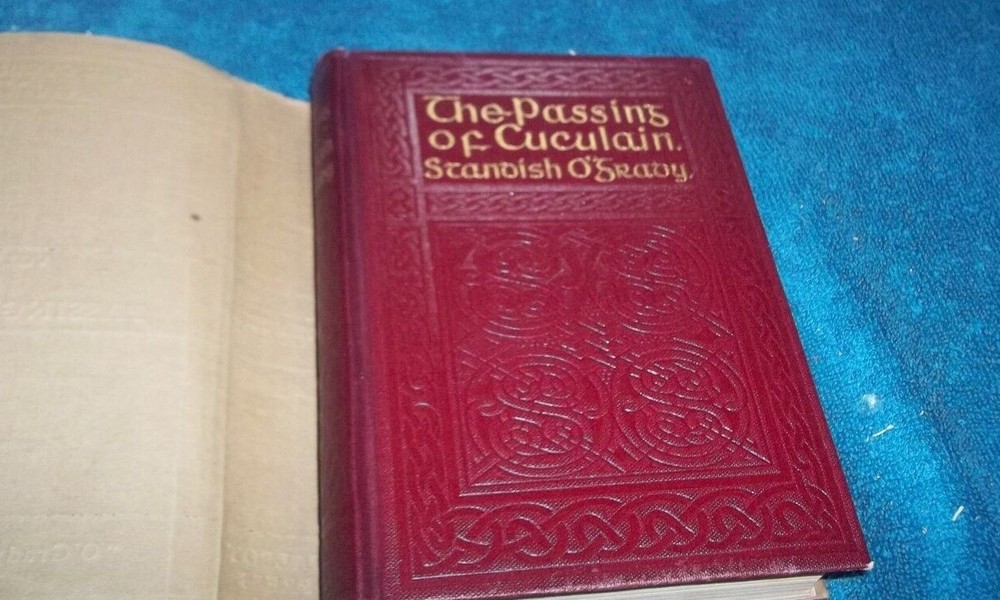 The Passing
of Cuculain.
Standish O'Grady.